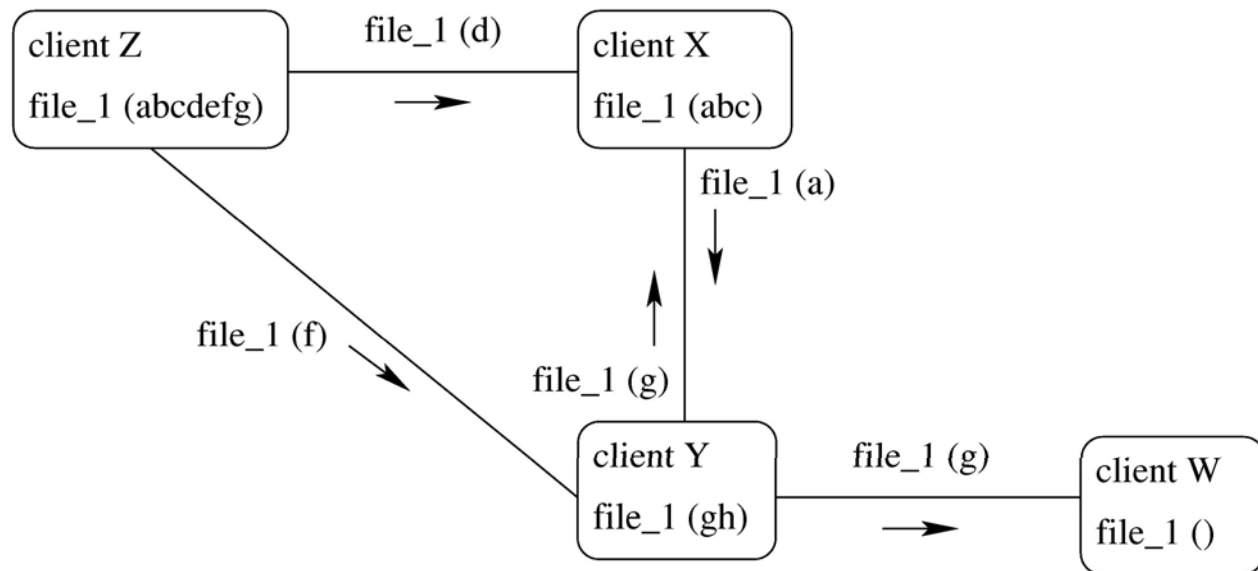 client Z
file_1 (abcdefg)
file_1 (d)
client X
file_1 (abc)
file_1 (a)
file_1 (f)
file_1 (g)
client Y
file_1 (gh)
file_1 (g)
client W
file_1 ()